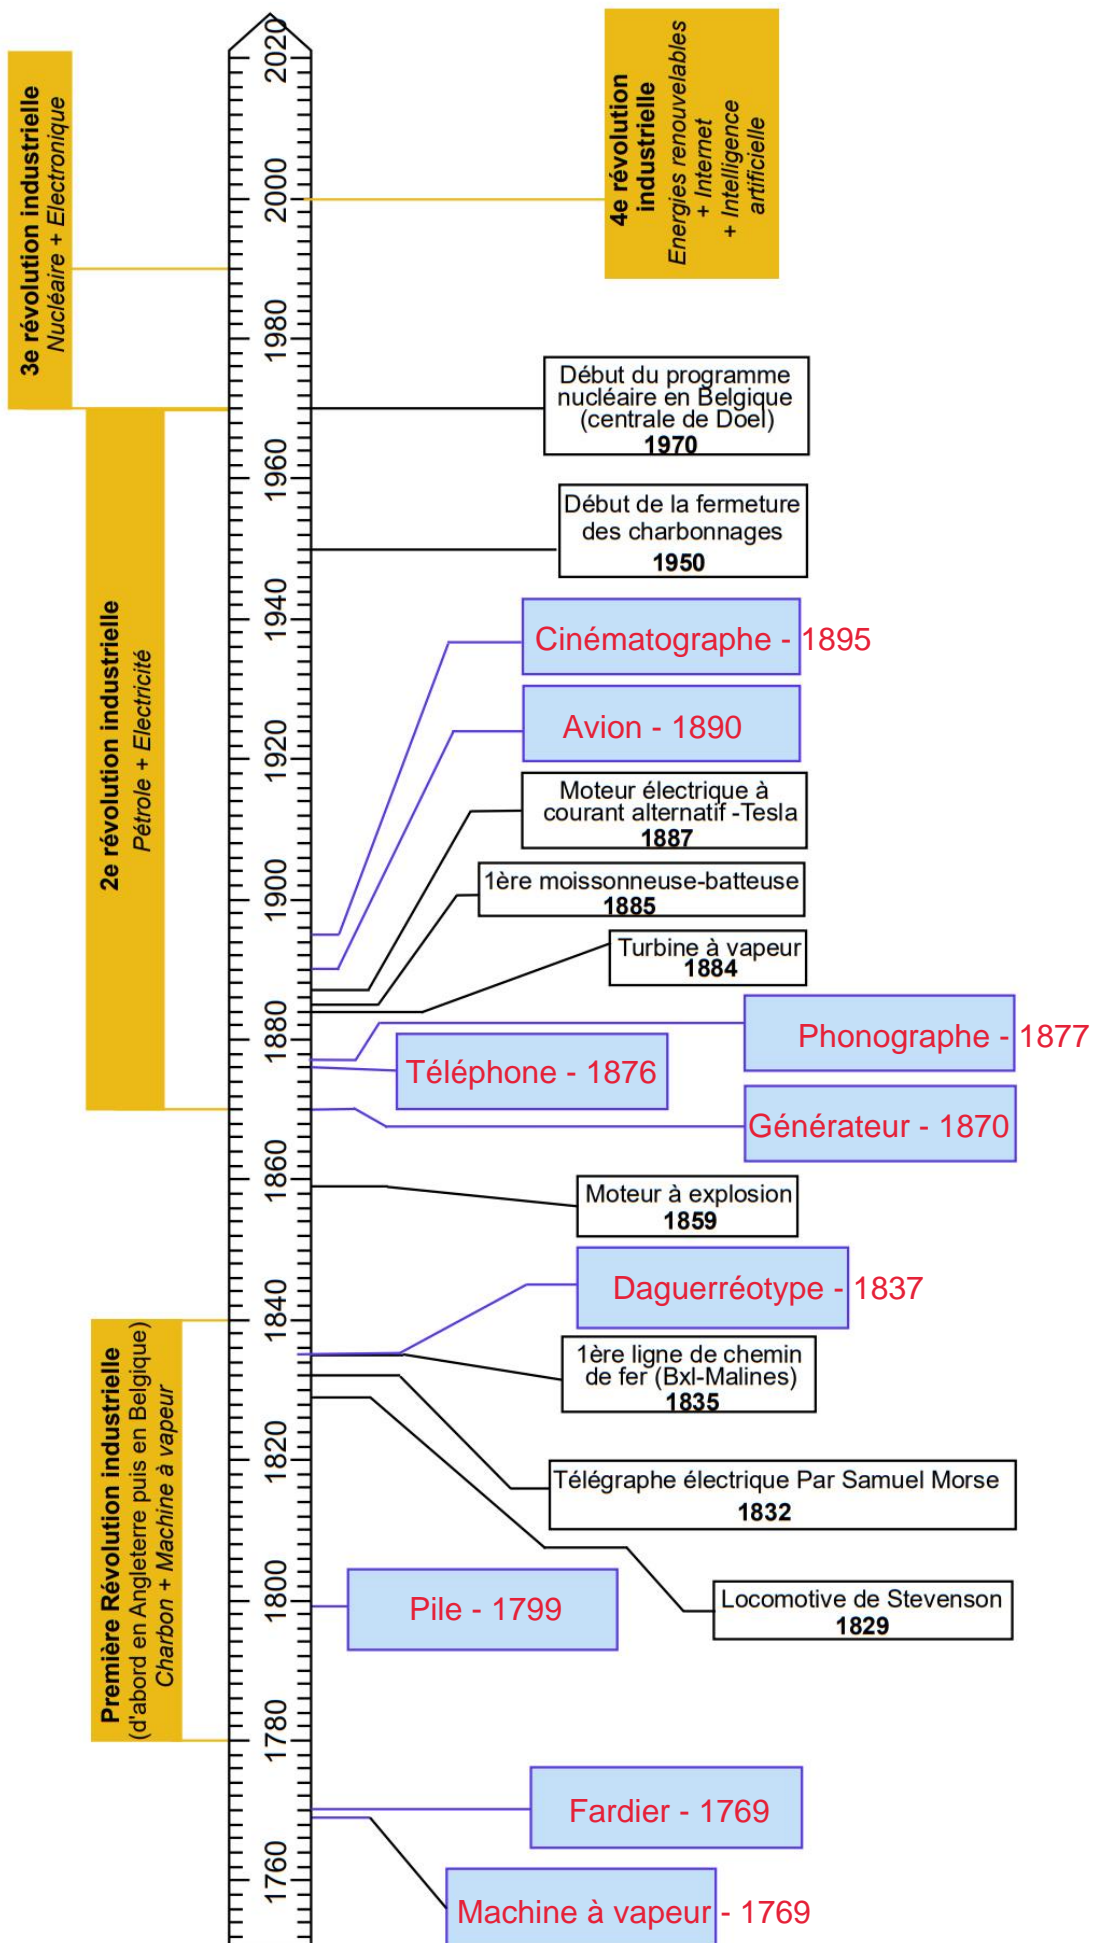 3e révolution industrielle
Nucléaire + Electronique
4e révolution
industrielle
Energies renouvelables
+ Internet
+ Intelligence
artificielle
2020
2000
1980
Début du programme
nucléaire en Belgique
(centrale de Doel)
1970
1960
Début de la fermeture
des charbonnages
1950
2e révolution industrielle
Pétrole + Electricité
1940
Cinématographe - 1895
Avion - 1890
1920
Moteur électrique à
courant alternatif -Tesla
1887
1ère moissonneuse-batteuse
1885
1900
Turbine à vapeur
1884
Phonographe - 1877
1880
Téléphone - 1876
Générateur - 1870
1860
Moteur à explosion
1859
Daguerréotype - 1837
1840
1ère ligne de chemin
de fer (Bxl-Malines)
1835
Première Révolution industrielle
(d'abord en Angleterre puis en Belgique)
Charbon + Machine à vapeur
1820
Télégraphe électrique Par Samuel Morse
1832
1800
Pile - 1799
Locomotive de Stevenson
1829
1780
Fardier - 1769
1760
Machine à vapeur - 1769